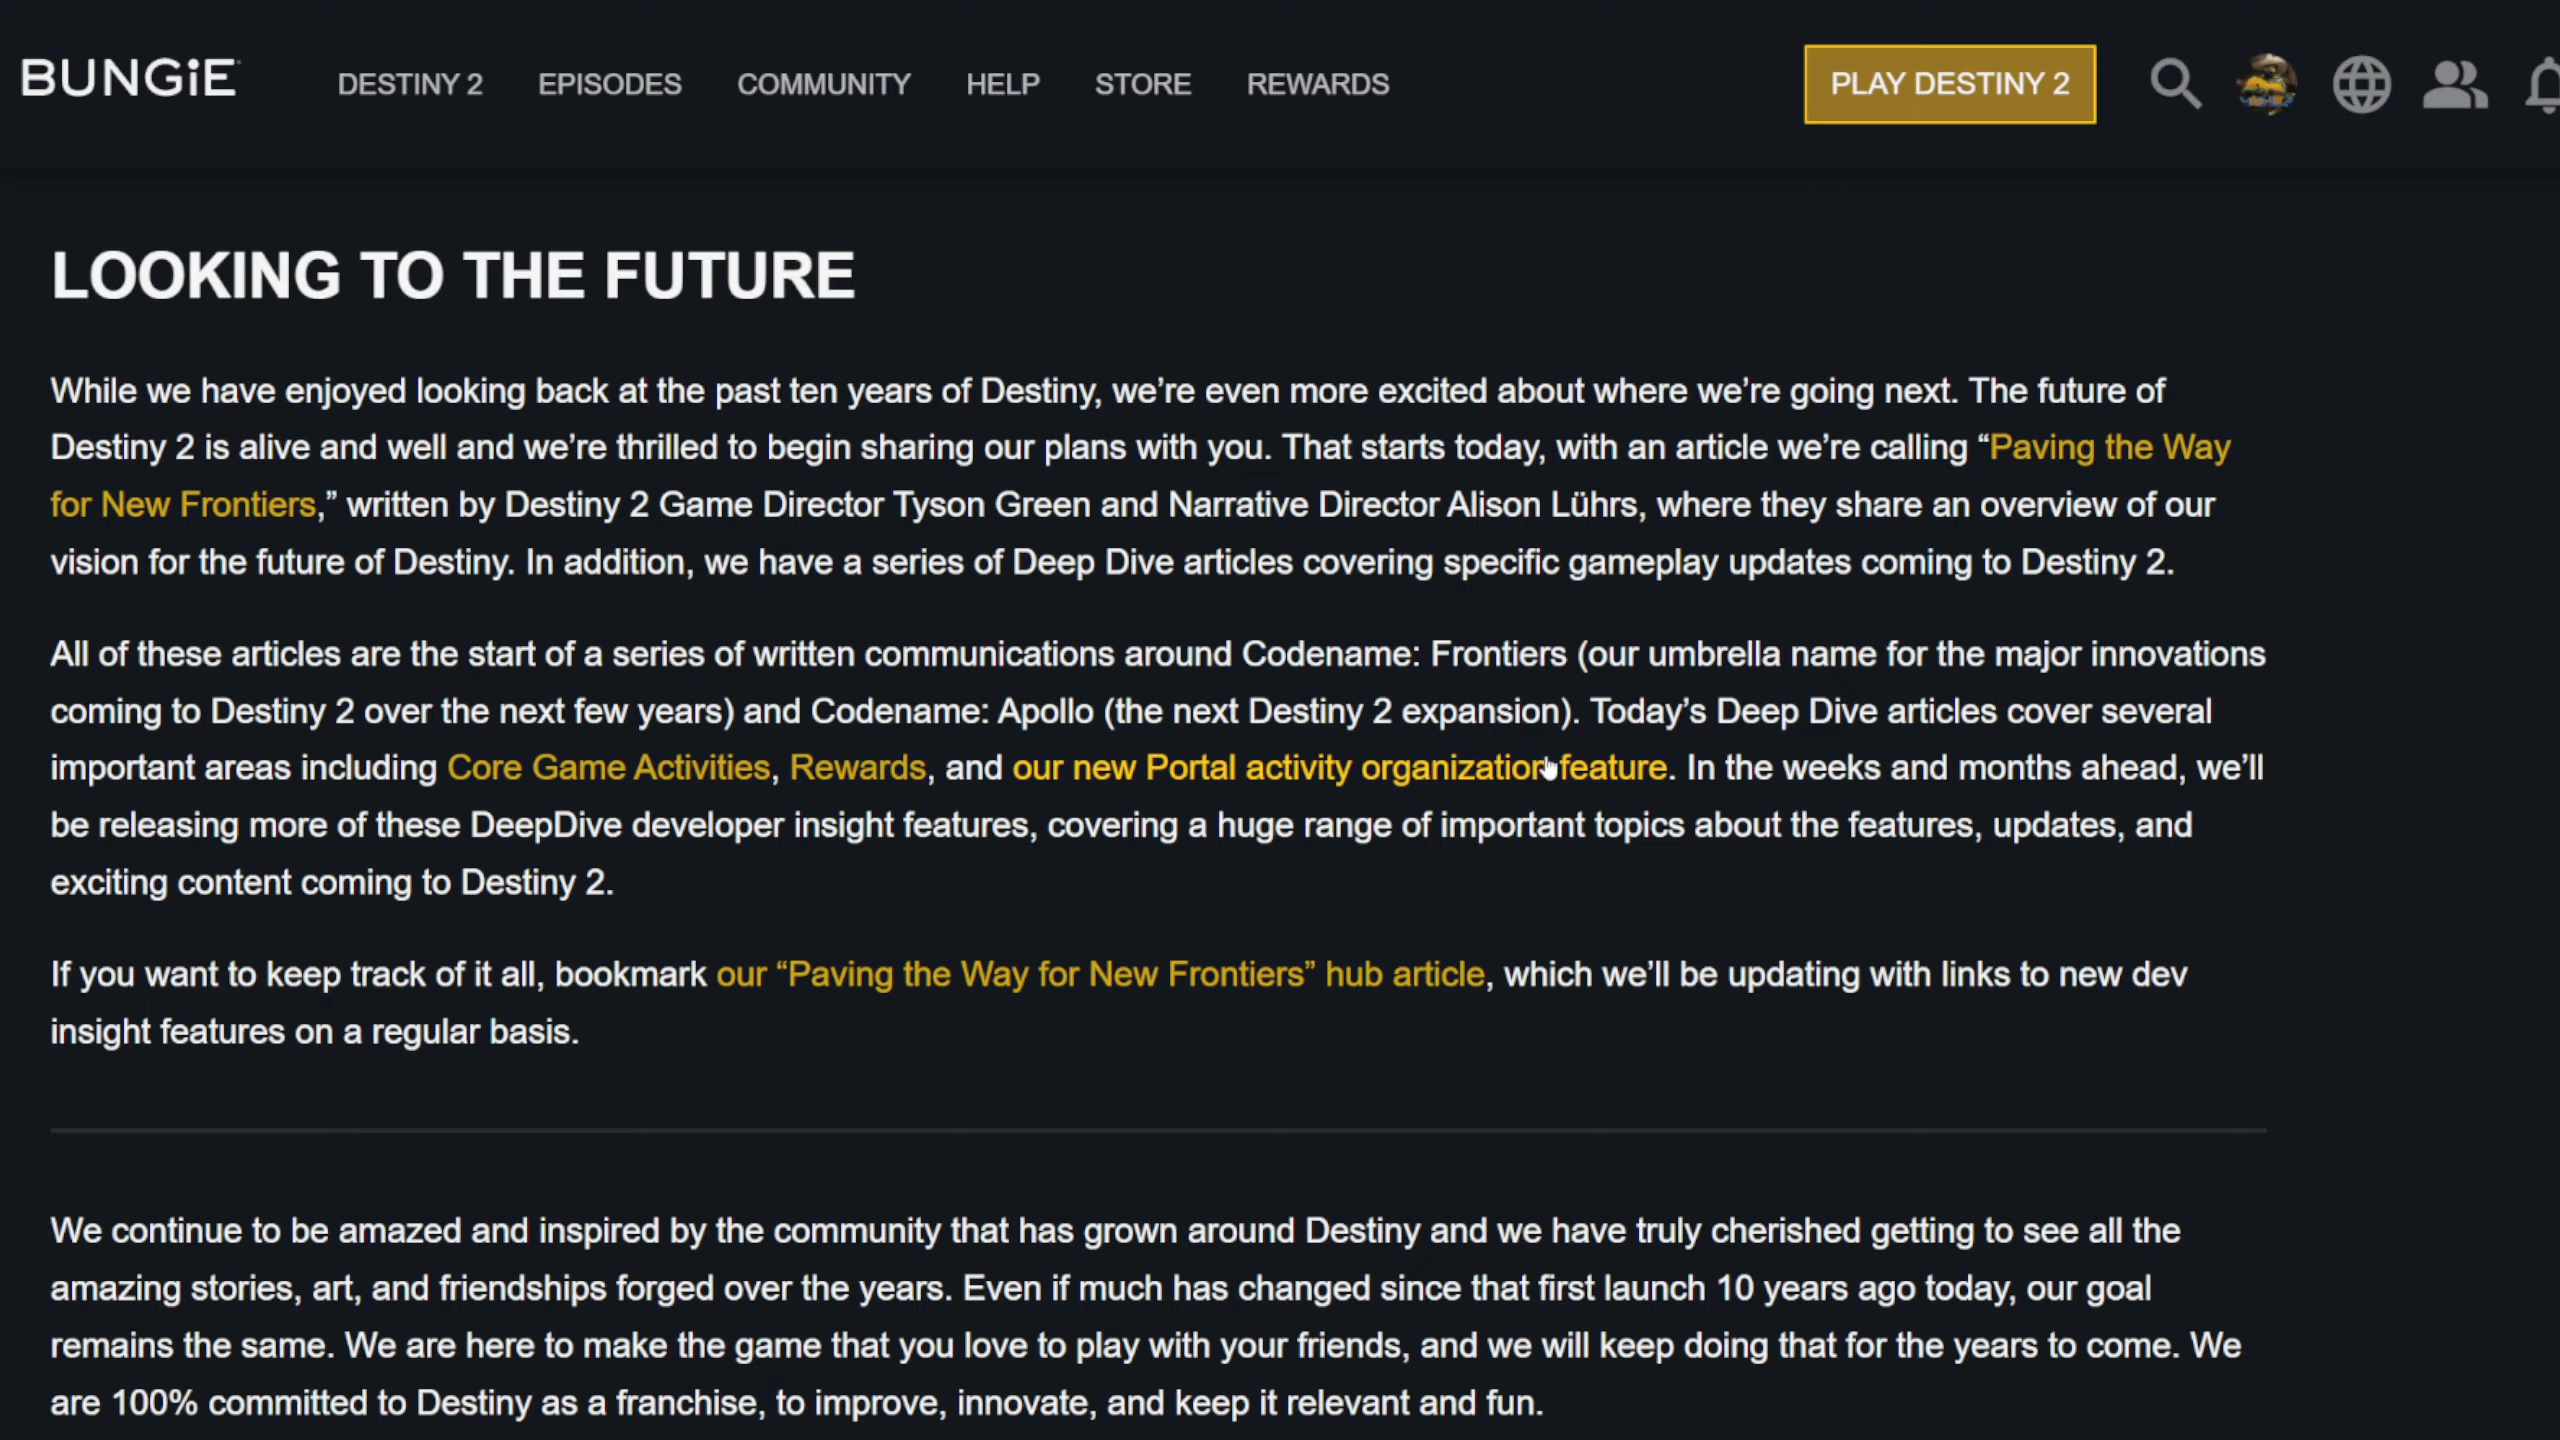 BUNGiE
DESTINY 2 EPISODES COMMUNITY HELP STORE REWARDS PLAY DESTINY 2
LOOKING TO THE FUTURE
While we have enjoyed looking back at the past ten years of Destiny, we’re even more excited about where we’re going next. The future of
Destiny 2 is alive and well and we’re thrilled to begin sharing our plans with you. That starts today, with an article we’re calling “Paving the Way
for New Frontiers,” written by Destiny 2 Game Director Tyson Green and Narrative Director Alison Lührs, where they share an overview of our
vision for the future of Destiny. In addition, we have a series of Deep Dive articles covering specific gameplay updates coming to Destiny 2.
All of these articles are the start of a series of written communications around Codename: Frontiers (our umbrella name for the major innovations
coming to Destiny 2 over the next few years) and Codename: Apollo (the next Destiny 2 expansion). Today’s Deep Dive articles cover several
important areas including Core Game Activities, Rewards, and our new Portal activity organization feature. In the weeks and months ahead, we’ll
be releasing more of these DeepDive developer insight features, covering a huge range of important topics about the features, updates, and
exciting content coming to Destiny 2.
If you want to keep track of it all, bookmark our “Paving the Way for New Frontiers” hub article, which we’ll be updating with links to new dev
insight features on a regular basis.
We continue to be amazed and inspired by the community that has grown around Destiny and we have truly cherished getting to see all the
amazing stories, art, and friendships forged over the years. Even if much has changed since that first launch 10 years ago today, our goal
remains the same. We are here to make the game that you love to play with your friends, and we will keep doing that for the years to come. We
are 100% committed to Destiny as a franchise, to improve, innovate, and keep it relevant and fun.